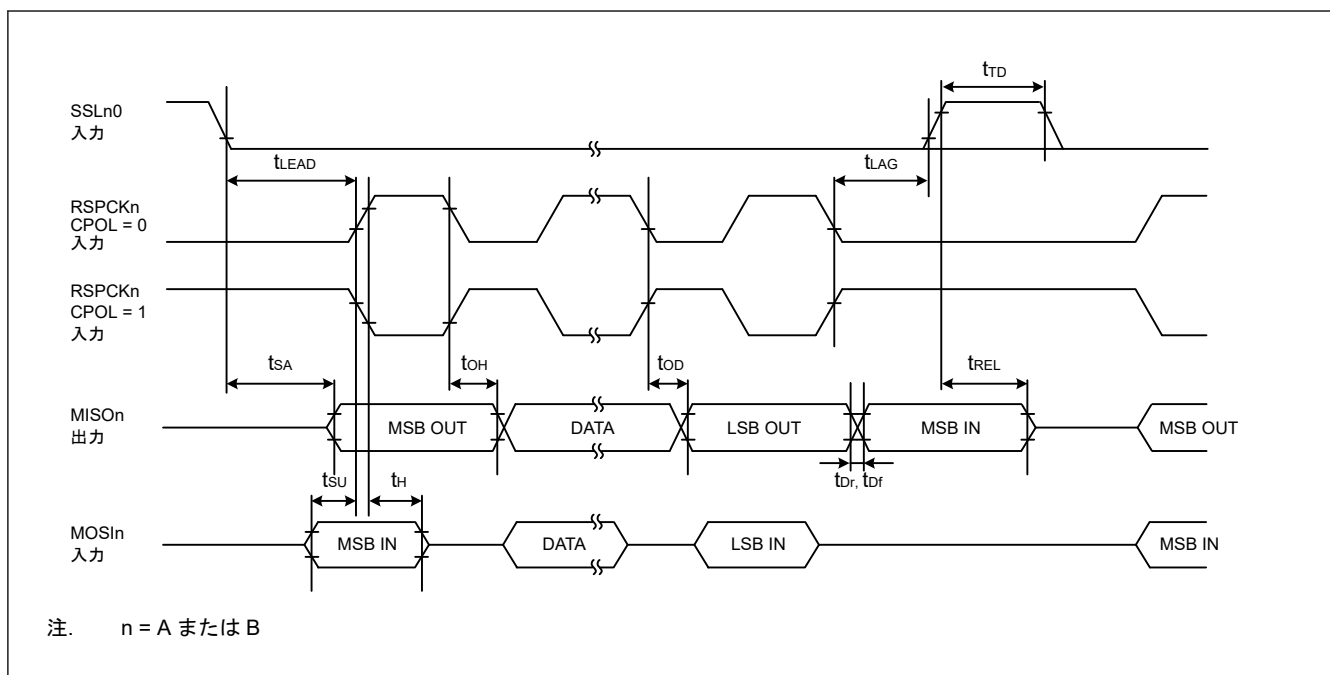 tTD
SSLn0
入力
tLEAD
tLAG
RSPCKn
CPOL = 0
入力
RSPCKn
CPOL = 1
入力
tSA
tOH
tOD
tREL
MISOn
出力
MSB OUT
DATA
LSB OUT
MSB IN
MSB OUT
tSU
tH
tDr, tDf
MOSIn
入力
MSB IN
DATA
LSB IN
MSB IN
注. n = A または B